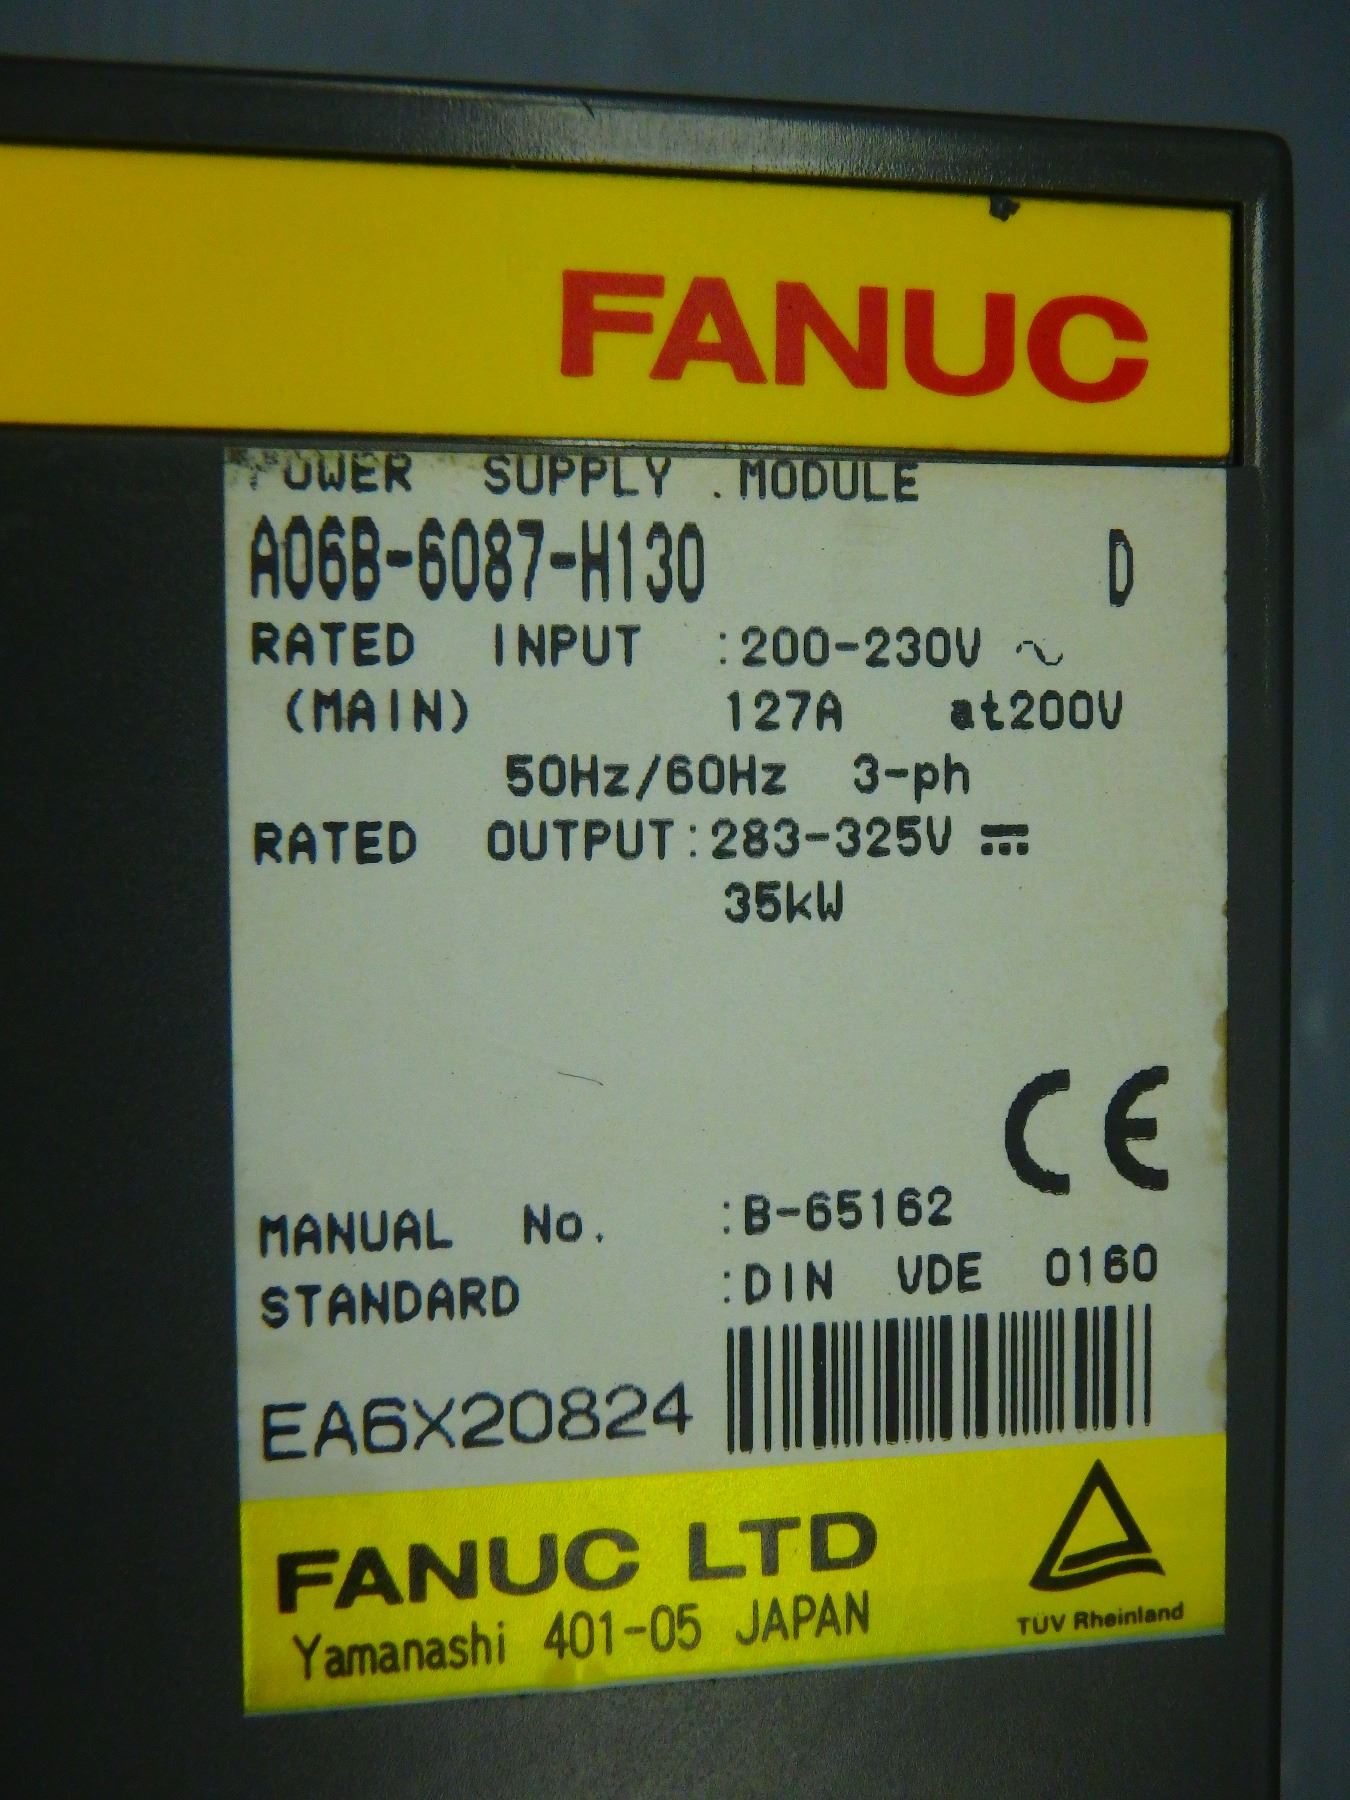 FANUC
POWER SUPPLY MODULE
A06B-6087-H130 D
RATED INPUT :200-230V ~
(MAIN) 127A at200V
50Hz/60Hz 3-ph
RATED OUTPUT:283-325V ⎓
35kW
CE
MANUAL No. :B-65162
STANDARD :DIN VDE 0160
EA6X20824
FANUC LTD
Yamanashi 401-05 JAPAN
TÜV Rheinland